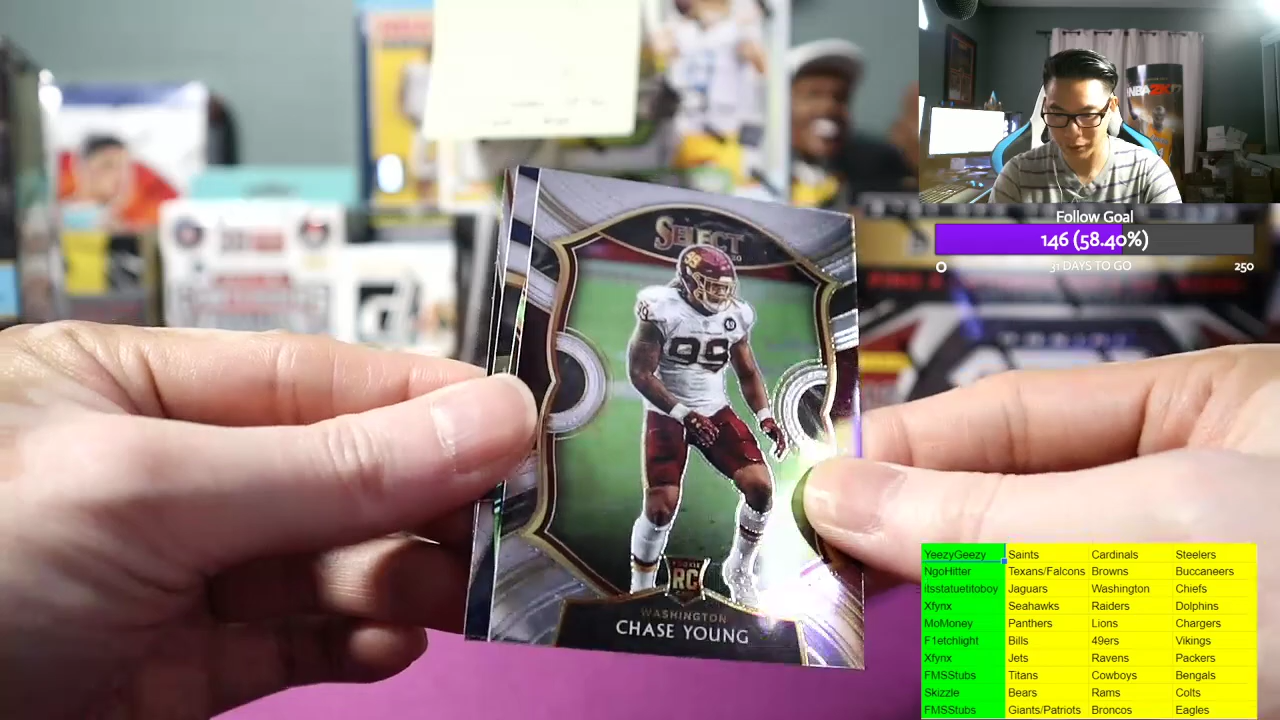 SELECT
99
RC
WASHINGTON
CHASE YOUNG
NBA2K17
Follow Goal
146 (58.40%)
0 31 DAYS TO GO 250
YeezyGeezy Saints Cardinals Steelers
NgoHitter Texans/Falcons Browns Buccaneers
itsstatuetitoboy Jaguars Washington Chiefs
Xfynx Seahawks Raiders Dolphins
MoMoney Panthers Lions Chargers
F1etchlight Bills 49ers Vikings
Xfynx Jets Ravens Packers
FMSStubs Titans Cowboys Bengals
Skizzle Bears Rams Colts
FMSStubs Giants/Patriots Broncos Eagles